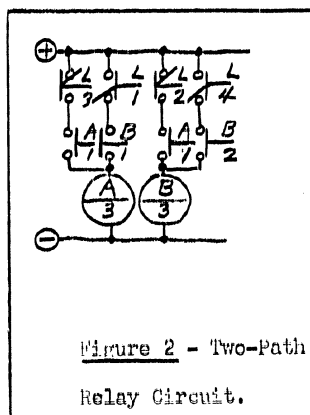 +
L L L L
3 1 2 4
A B A B
1 1 1 2
A B
3 3
−
Figure 2 - Two-Path
Relay Circuit.